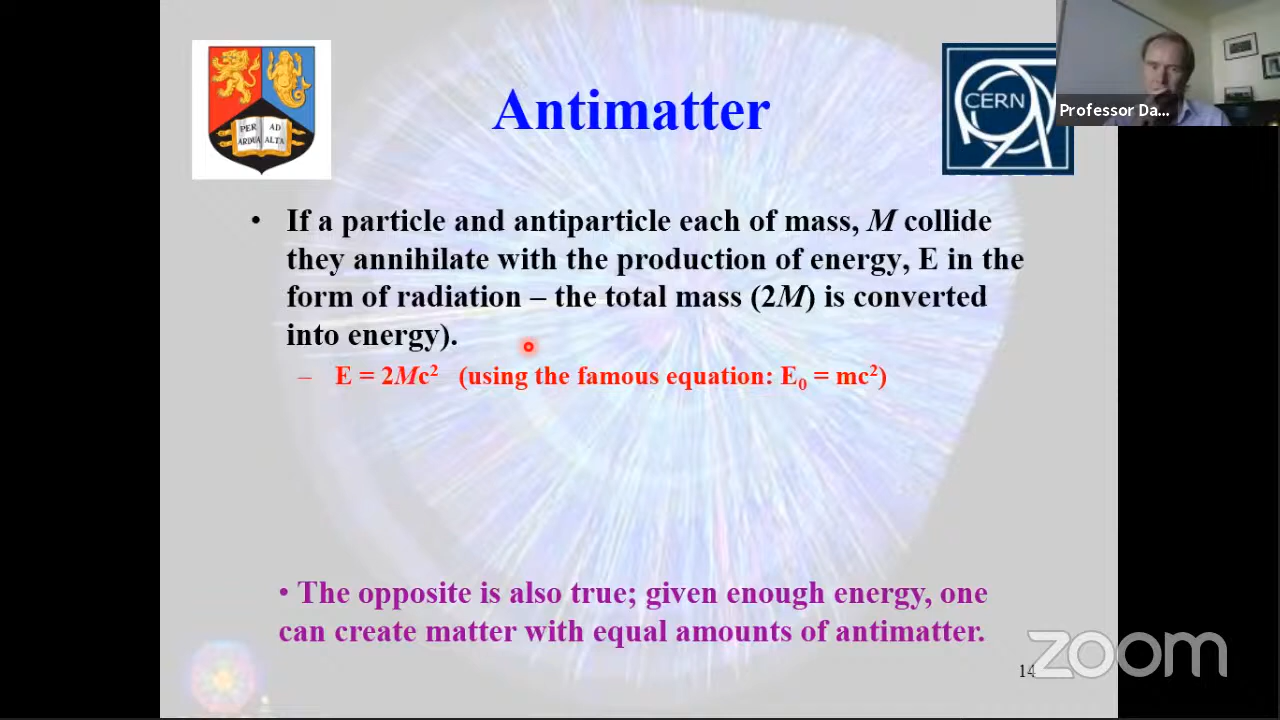 PER AD
ARDUA ALTA
Antimatter
CERN
Professor Da...
• If a particle and antiparticle each of mass, M collide
they annihilate with the production of energy, E in the
form of radiation – the total mass (2M) is converted
into energy).
– E = 2Mc² (using the famous equation: E₀ = mc²)
• The opposite is also true; given enough energy, one
can create matter with equal amounts of antimatter.
14
zoom